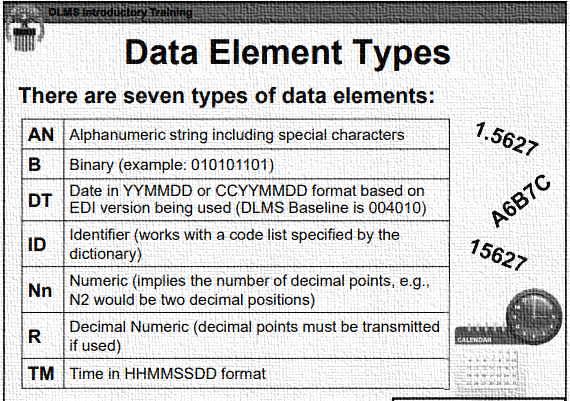 DLMS Introductory Training
Data Element Types
There are seven types of data elements:
AN Alphanumeric string including special characters
B Binary (example: 010101101)
DT Date in YYMMDD or CCYYMMDD format based on
EDI version being used (DLMS Baseline is 004010)
ID Identifier (works with a code list specified by the
dictionary)
Nn Numeric (implies the number of decimal points, e.g.,
N2 would be two decimal positions)
R Decimal Numeric (decimal points must be transmitted
if used)
TM Time in HHMMSSDD format
1.5627
A6B7C
15627
CALENDAR